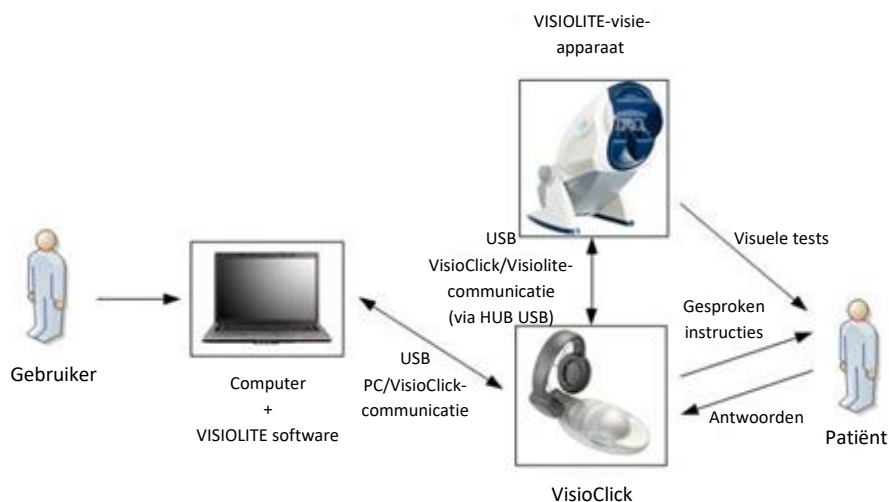 VISIOLITE-visie-
apparaat
USB
VisioClick/Visiolite-
communicatie
(via HUB USB)
Visuele tests
Gesproken
instructies
Gebruiker
Computer
+
VISIOLITE software
USB
PC/VisioClick-
communicatie
Antwoorden
Patiënt
VisioClick